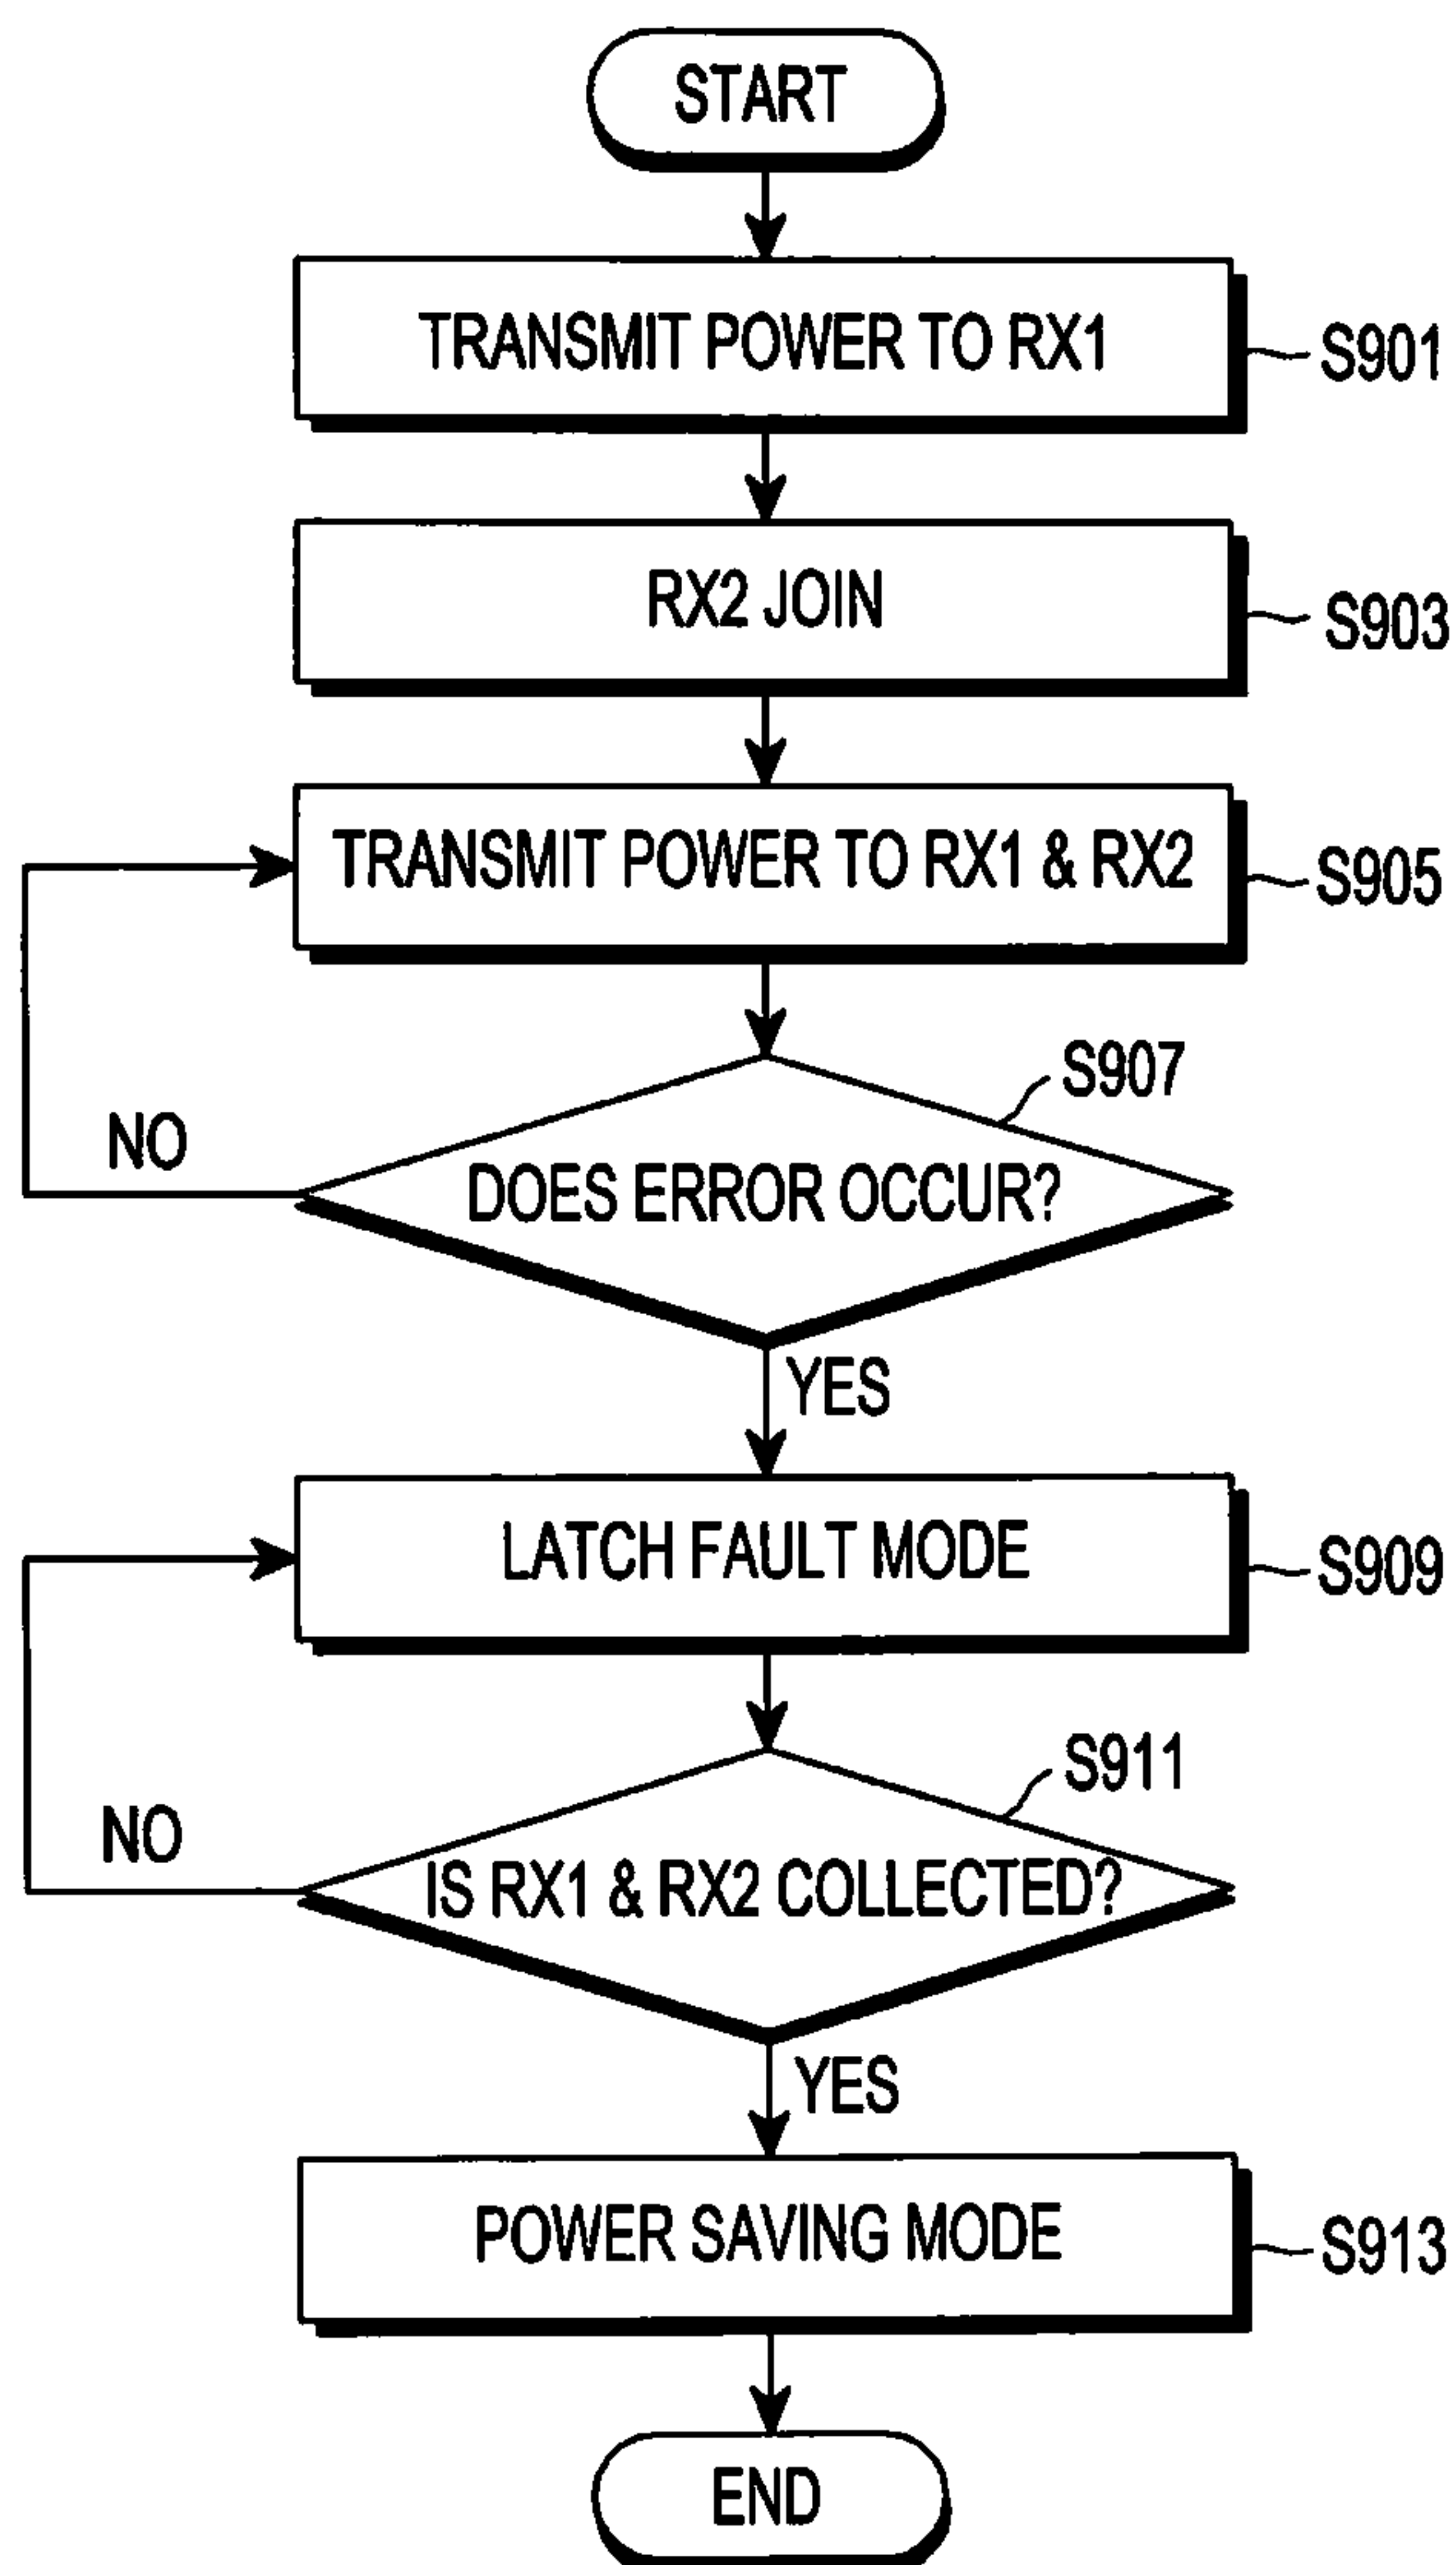 START
TRANSMIT POWER TO RX1
S901
RX2 JOIN
S903
TRANSMIT POWER TO RX1 & RX2
S905
S907
DOES ERROR OCCUR?
NO
YES
LATCH FAULT MODE
S909
S911
IS RX1 & RX2 COLLECTED?
NO
YES
POWER SAVING MODE
S913
END